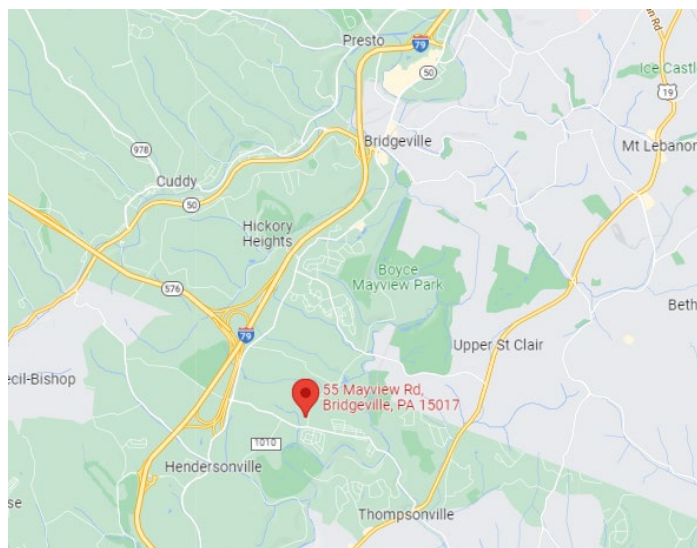 Presto
79
50
Ice Castl
19
978
Bridgeville
Mt Lebanon
Cuddy
50
Hickory
Heights
Boyce
Mayview Park
576
Beth
79
Upper St Clair
ecil-Bishop
55 Mayview Rd,
Bridgeville, PA 15017
1010
Hendersonville
se
Thompsonville